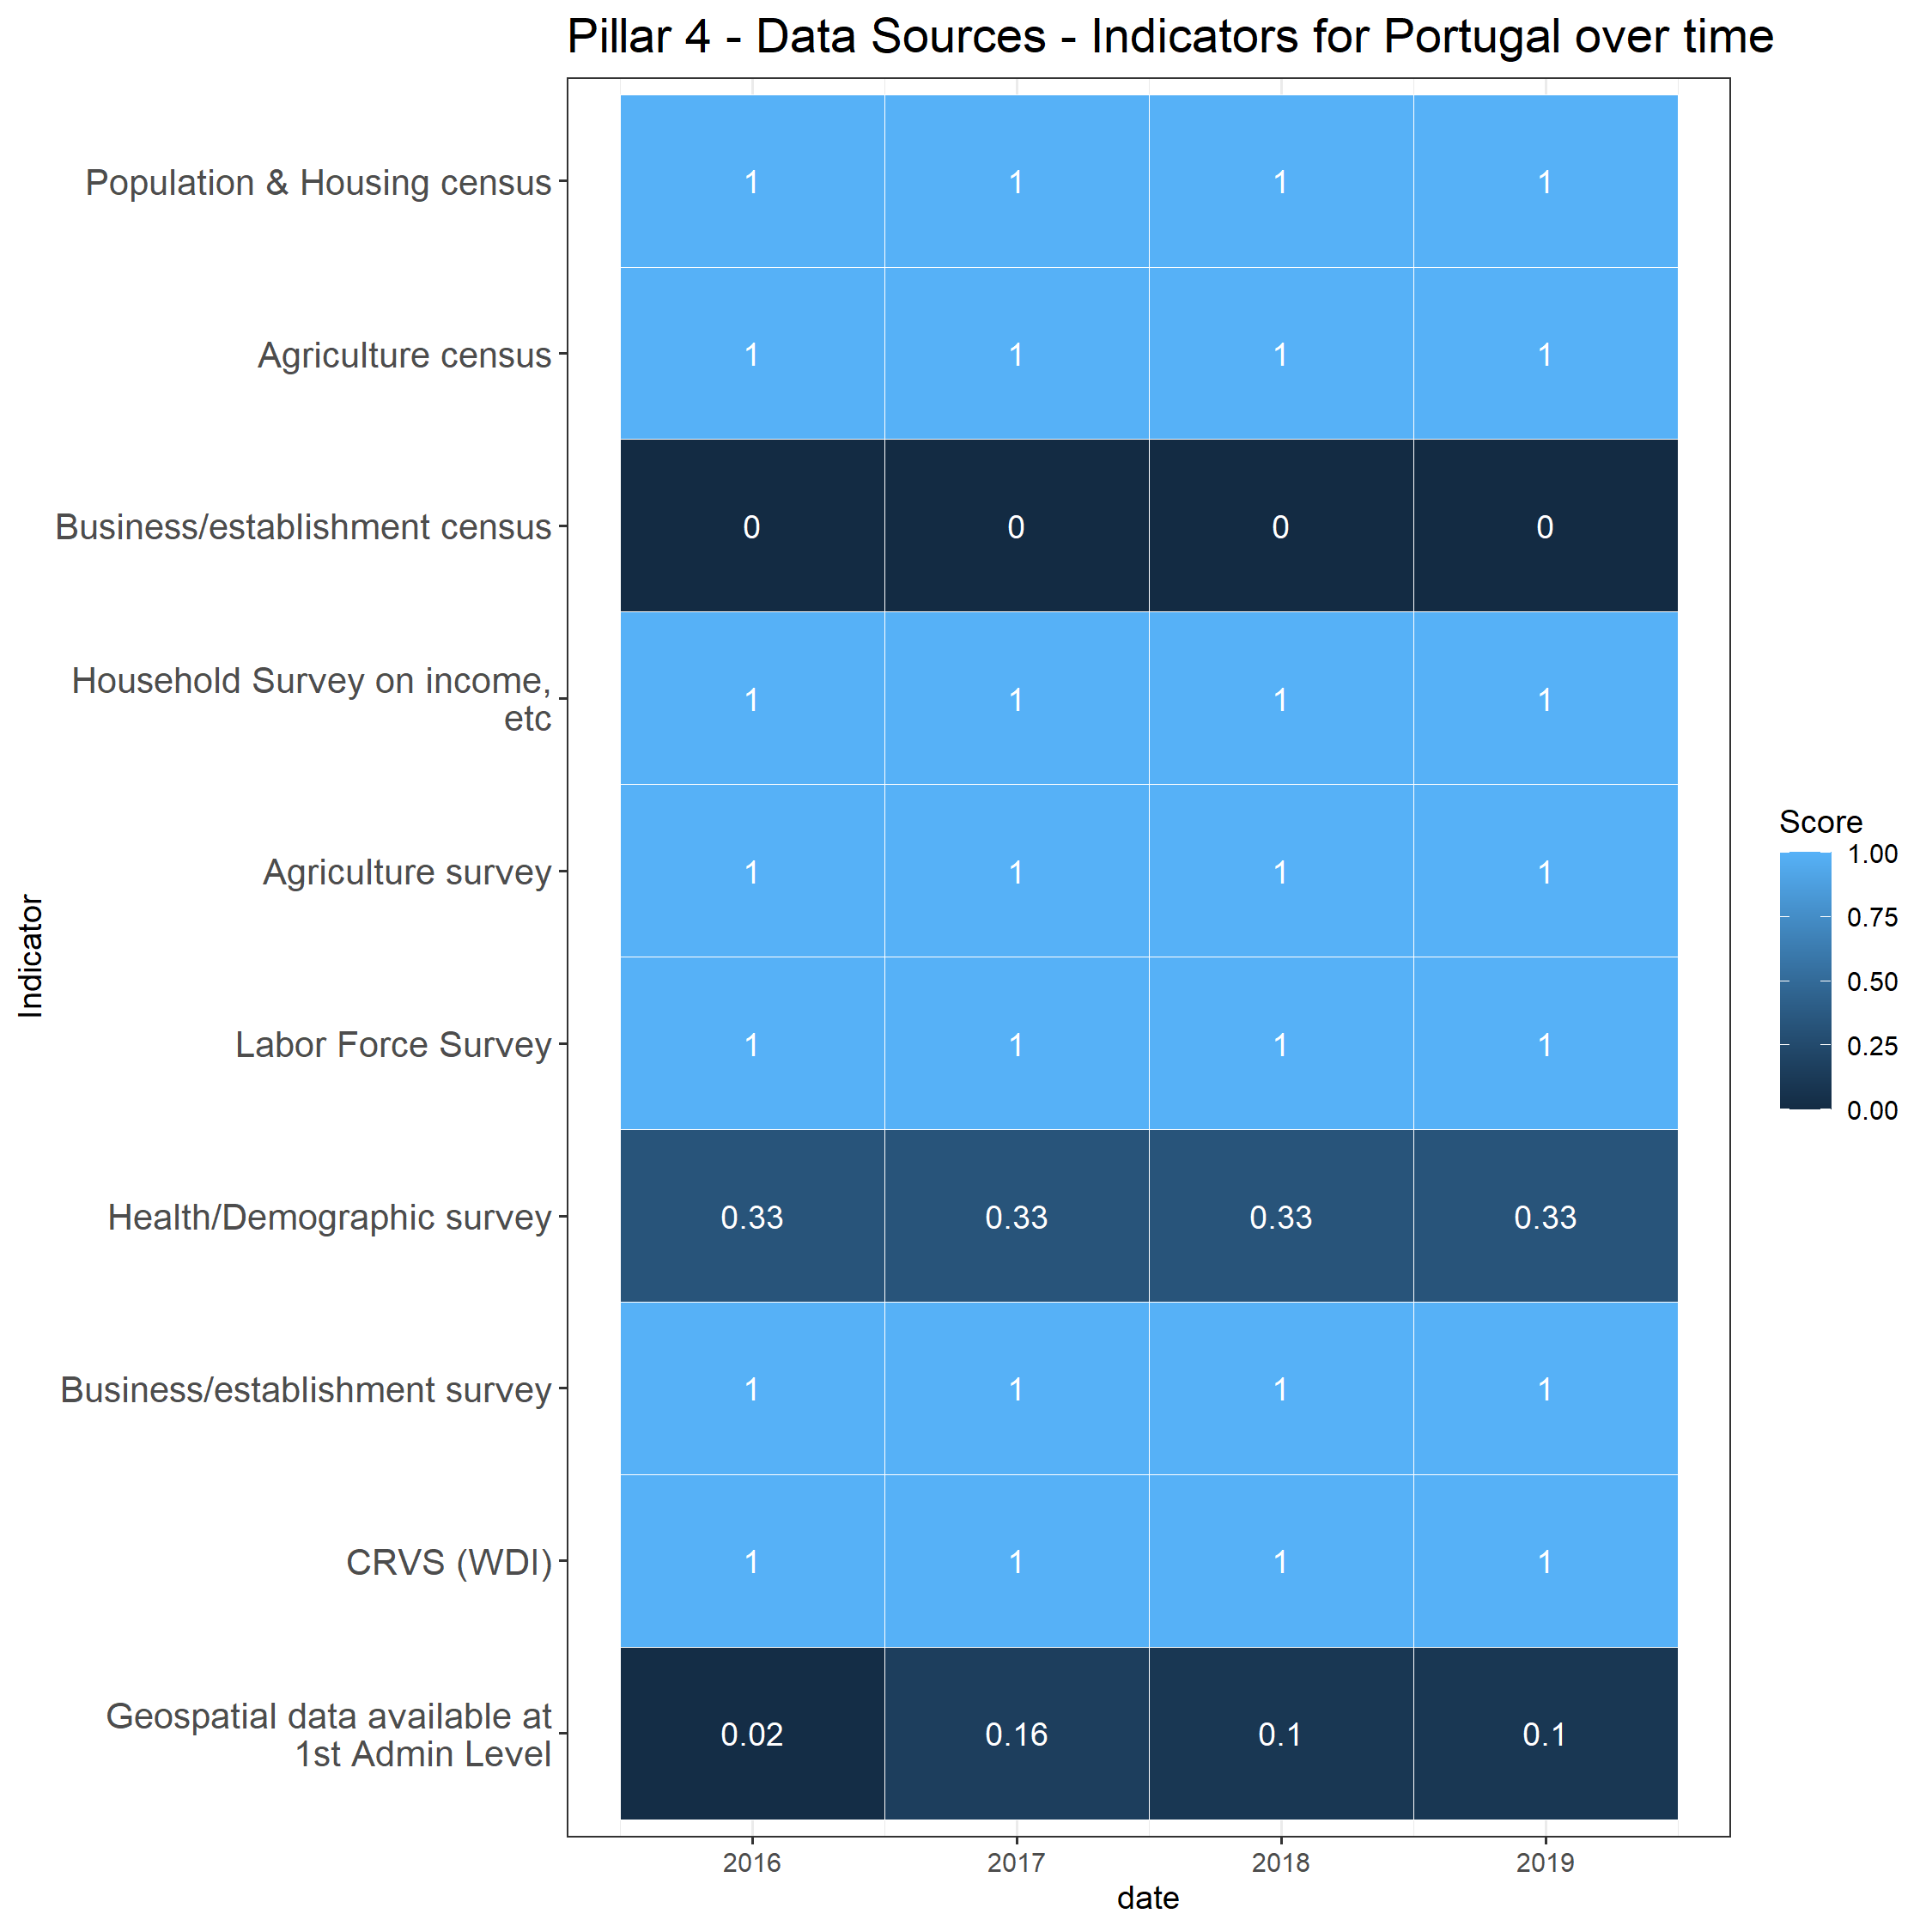 Pillar 4 - Data Sources - Indicators for Portugal over time
Population & Housing census
1 1 1 1
Agriculture census
1 1 1 1
Business/establishment census
0 0 0 0
Household Survey on income,
etc
1 1 1 1
Agriculture survey
1 1 1 1
Labor Force Survey
1 1 1 1
Health/Demographic survey
0.33 0.33 0.33 0.33
Business/establishment survey
1 1 1 1
CRVS (WDI)
1 1 1 1
Geospatial data available at
1st Admin Level
0.02 0.16 0.1 0.1
2016 2017 2018 2019
date
Indicator
Score
1.00
0.75
0.50
0.25
0.00